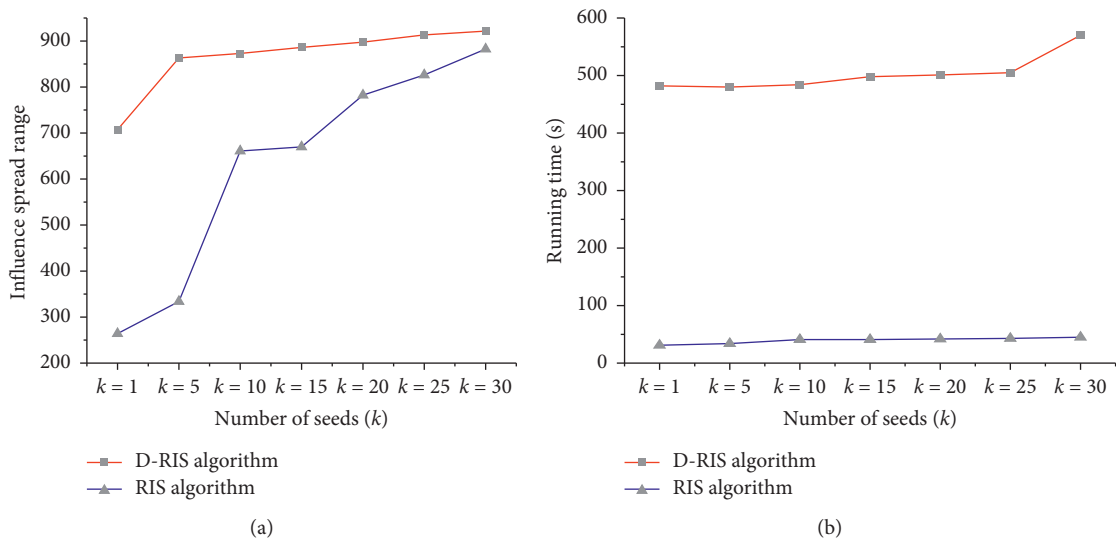 900
800
700
600
500
400
300
200
Influence spread range
k = 1 k = 5 k = 10 k = 15 k = 20 k = 25 k = 30
Number of seeds (k)
D-RIS algorithm
RIS algorithm
(a)
600
500
400
300
200
100
0
Running time (s)
k = 1 k = 5 k = 10 k = 15 k = 20 k = 25 k = 30
Number of seeds (k)
D-RIS algorithm
RIS algorithm
(b)